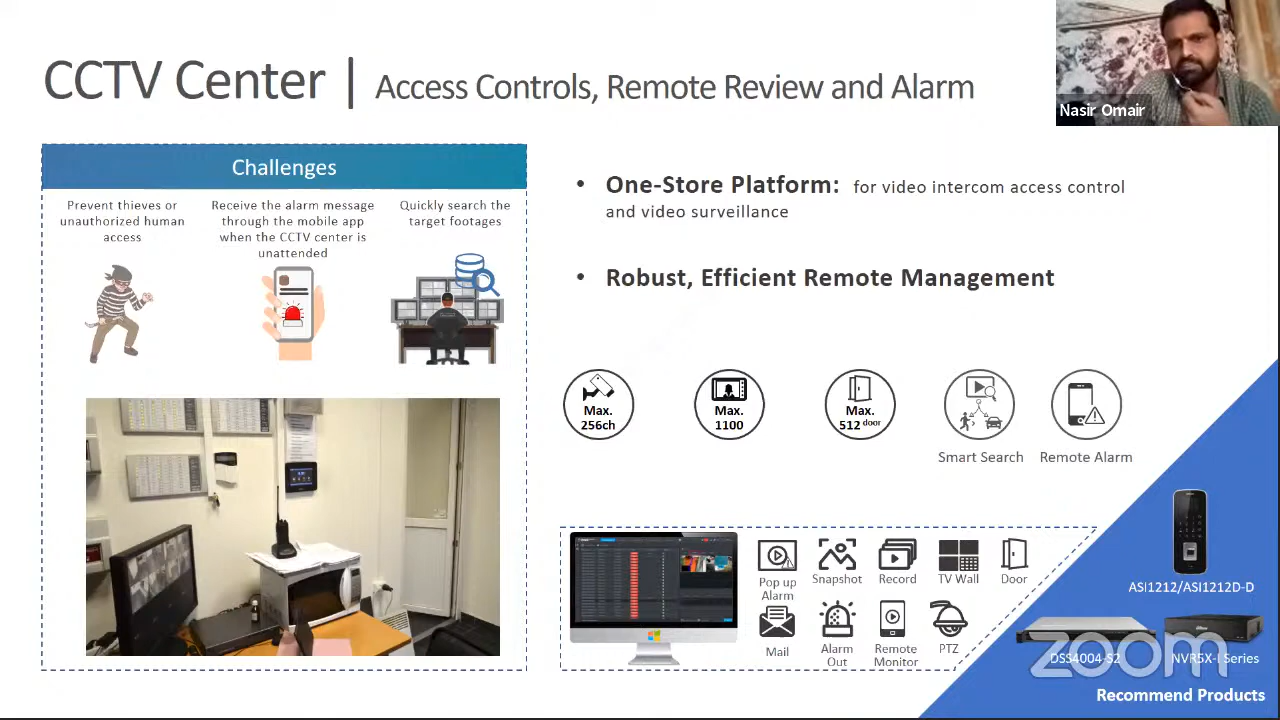 CCTV Center | Access Controls, Remote Review and Alarm
Nasir Omair
Challenges
Prevent thieves or
unauthorized human
access
Receive the alarm message
through the mobile app
when the CCTV center is
unattended
Quickly search the
target footages
• One-Store Platform: for video intercom access control
and video surveillance
• Robust, Efficient Remote Management
Max.
256ch
Max.
1100
Max.
512 door
Smart Search
Remote Alarm
Pop up
Alarm
Snapshot
Record
TV Wall
Door
Mail
Alarm
Out
Remote
Monitor
PTZ
ASI1212/ASI1212D-D
DSS4004-S2
NVR5X-I Series
zoom
Recommend Products